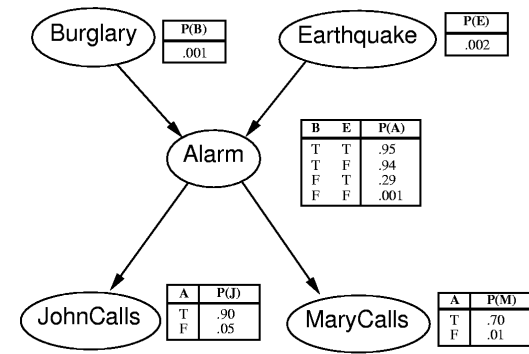 Burglary
P(B)
.001
Earthquake
P(E)
.002
Alarm
B E P(A)
T T .95
T F .94
F T .29
F F .001
JohnCalls
A P(J)
T .90
F .05
MaryCalls
A P(M)
T .70
F .01